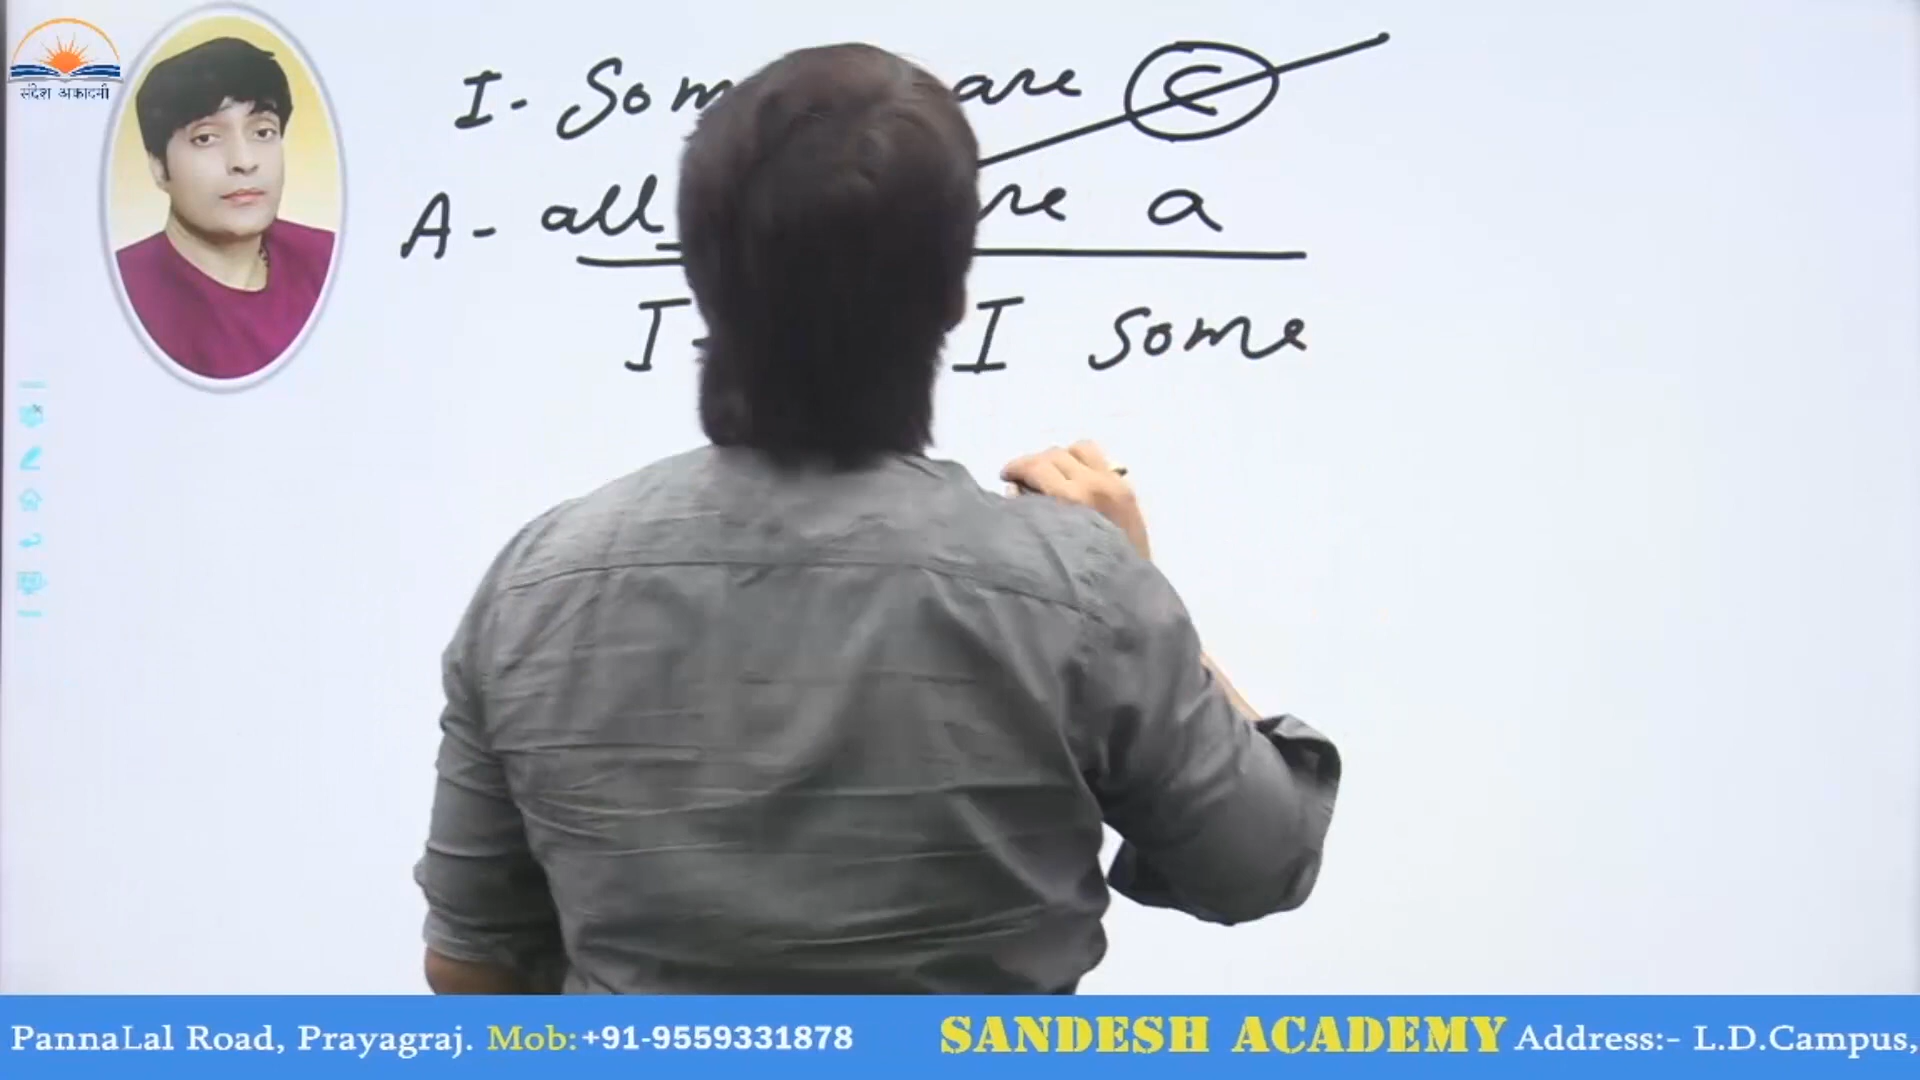 संदेश अकादमी
I- Som are C
A- all re a
I- I some
PannaLal Road, Prayagraj. Mob:+91-9559331878 SANDESH ACADEMY Address:- L.D.Campus,